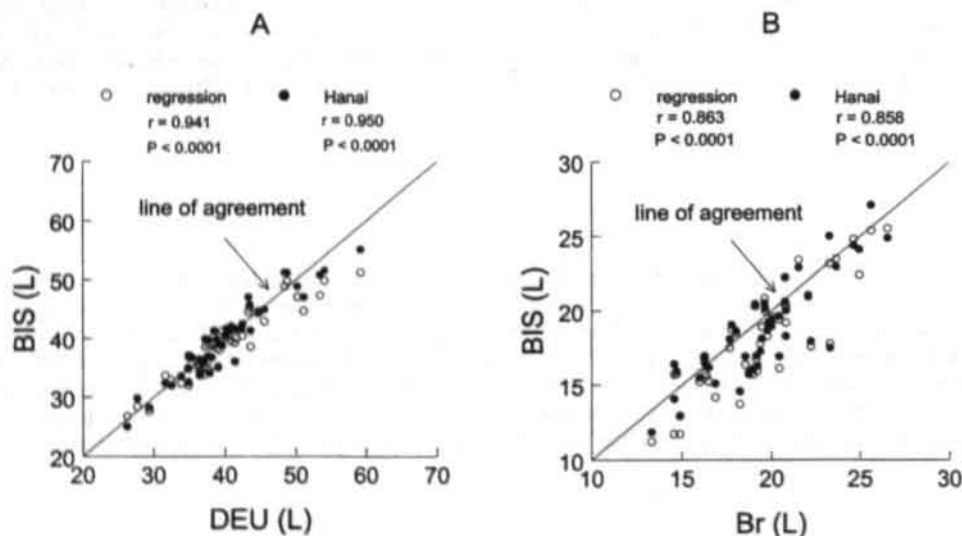 A
regression Hanai
r = 0.941 r = 0.950
P < 0.0001 P < 0.0001
70
60
50
40
30
20
line of agreement
BIS (L)
20 30 40 50 60 70
DEU (L)
B
regression Hanai
r = 0.863 r = 0.858
P < 0.0001 P < 0.0001
30
25
20
15
10
line of agreement
BIS (L)
10 15 20 25 30
Br (L)